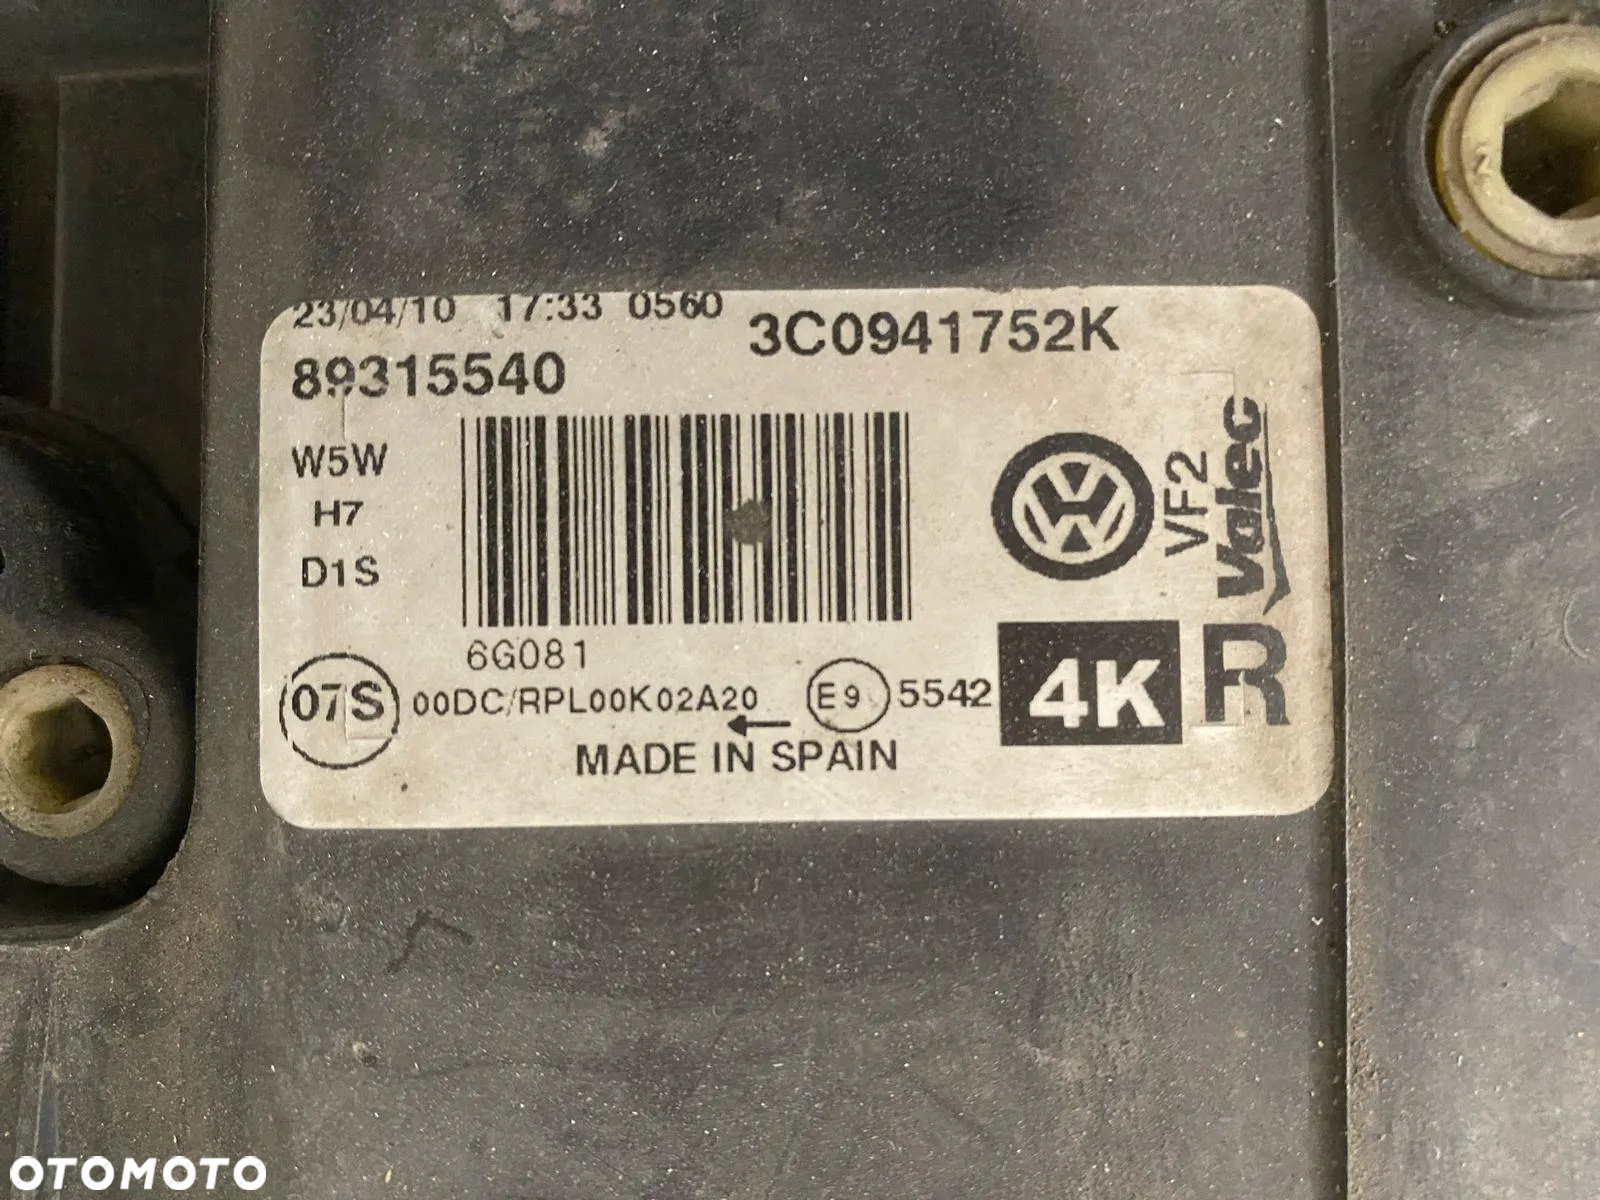 23/04/10 17:33 0560
3C0941752K
89315540
W5W
H7
D1S
VF2
Valeo
6G081
07S 00DC/RPL00K02A20 E9 5542
4K R
MADE IN SPAIN
OTOMOTO